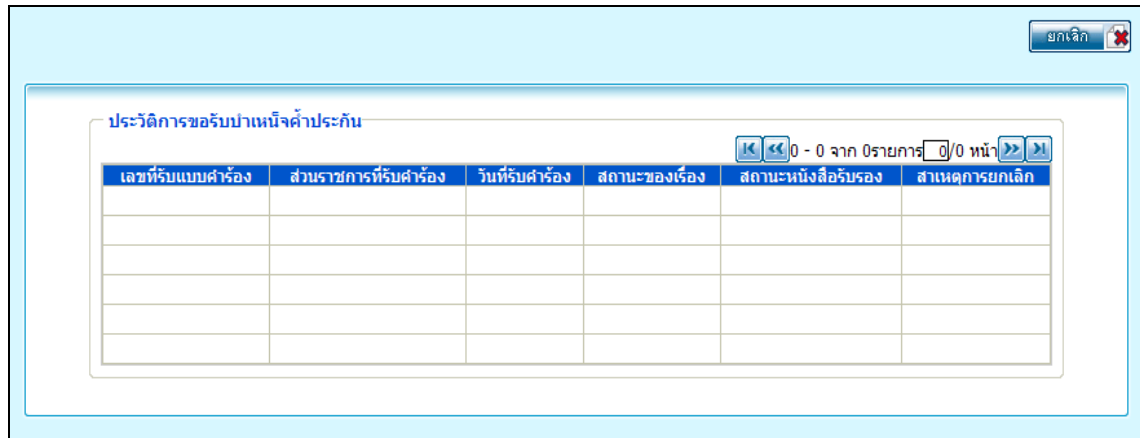 ยกเลิก
ประวัติการขอรับบำเหน็จค้ำประกัน
0 - 0 จาก 0รายการ 0/0 หน้า
เลขที่รับแบบคำร้อง ส่วนราชการที่รับคำร้อง วันที่รับคำร้อง สถานะของเรื่อง สถานะหนังสือรับรอง สาเหตุการยกเลิก